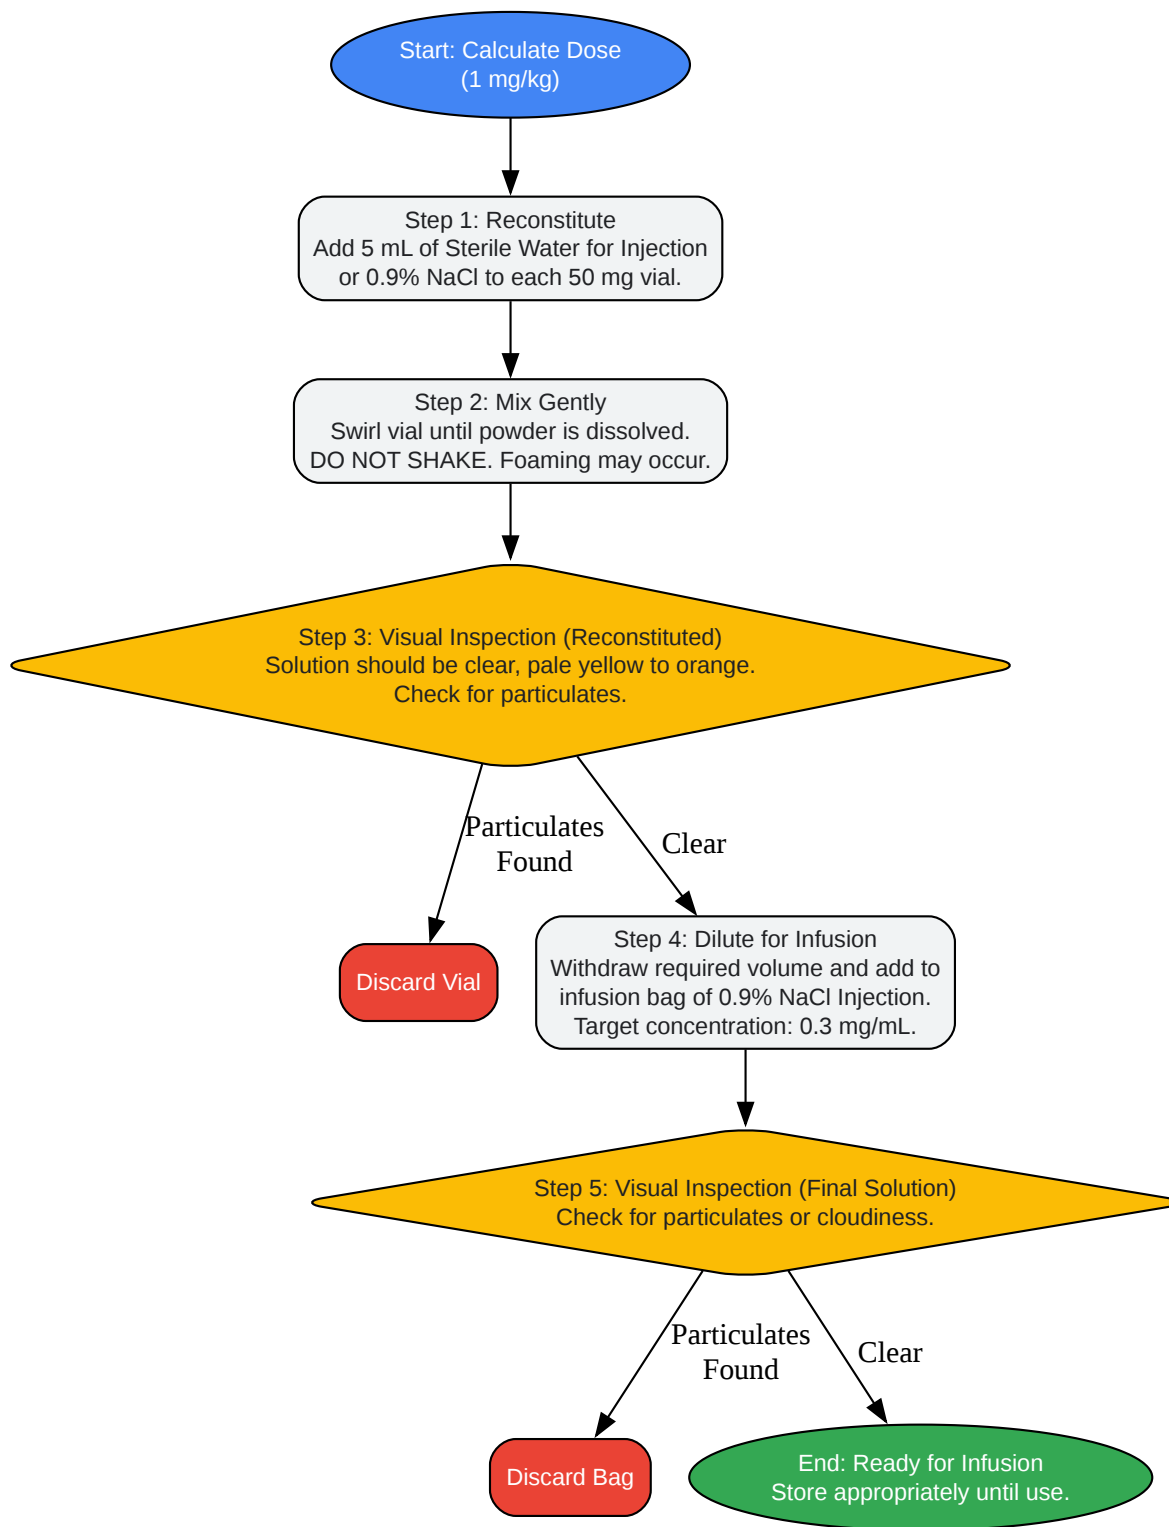 Start: Calculate Dose
(1 mg/kg)
Step 1: Reconstitute
Add 5 mL of Sterile Water for Injection
or 0.9% NaCl to each 50 mg vial.
Step 2: Mix Gently
Swirl vial until powder is dissolved.
DO NOT SHAKE. Foaming may occur.
Step 3: Visual Inspection (Reconstituted)
Solution should be clear, pale yellow to orange.
Check for particulates.
Particulates
Found
Clear
Discard Vial
Step 4: Dilute for Infusion
Withdraw required volume and add to
infusion bag of 0.9% NaCl Injection.
Target concentration: 0.3 mg/mL.
Step 5: Visual Inspection (Final Solution)
Check for particulates or cloudiness.
Particulates
Found
Clear
Discard Bag
End: Ready for Infusion
Store appropriately until use.